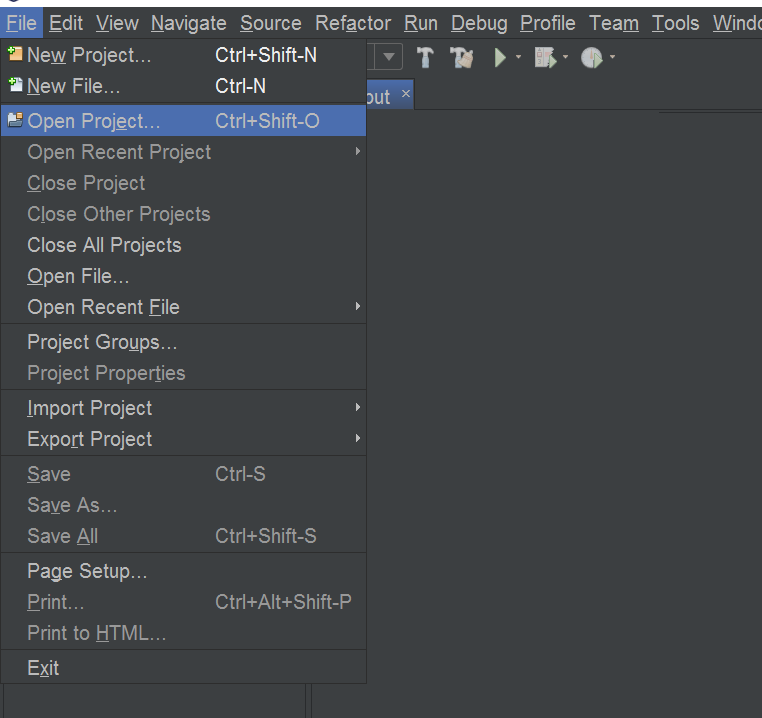 File Edit View Navigate Source Refactor Run Debug Profile Team Tools
New Project... Ctrl+Shift-N
New File... Ctrl-N
out ×
Open Project... Ctrl+Shift-O
Open Recent Project
Close Project
Close Other Projects
Close All Projects
Open File...
Open Recent File
Project Groups...
Project Properties
Import Project
Export Project
Save Ctrl-S
Save As...
Save All Ctrl+Shift-S
Page Setup...
Print... Ctrl+Alt+Shift-P
Print to HTML...
Exit